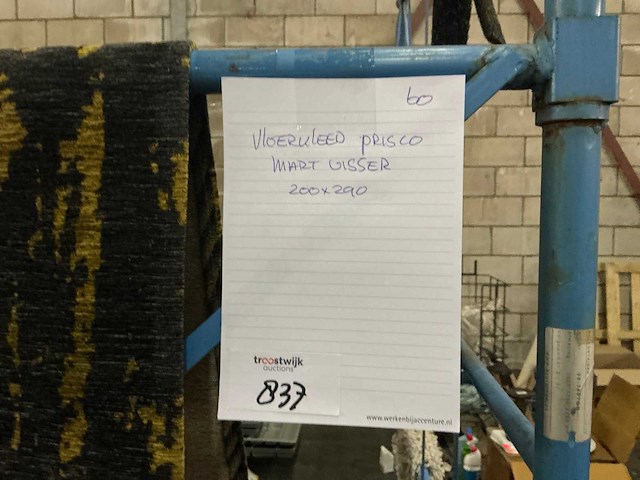 60
VLOERKLEED PRISCO
MART VISSER
200x290
troostwijk
auctions
837
www.werkenbijaccenture.nl